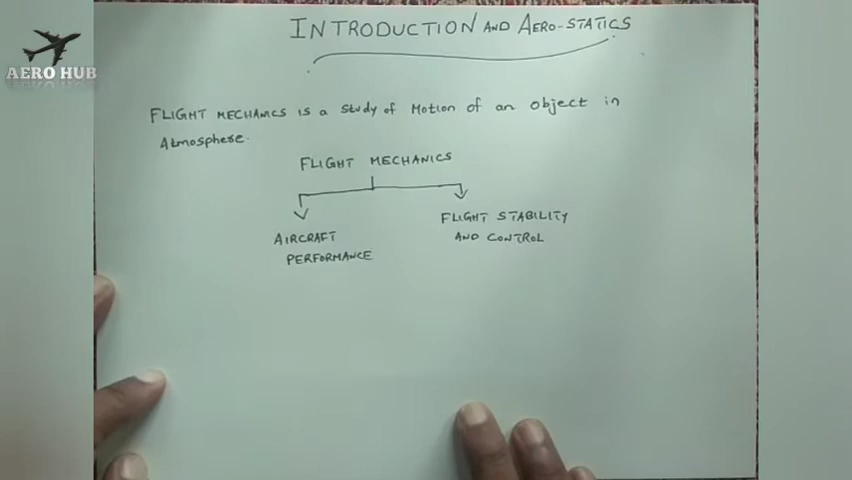 INTRODUCTION AND AERO-STATICS
AERO HUB
FLIGHT MECHANICS IS a Study of Motion of an object in
Atmosphere.
FLIGHT MECHANICS
AIRCRAFT
PERFORMANCE
FLIGHT STABILITY
AND CONTROL